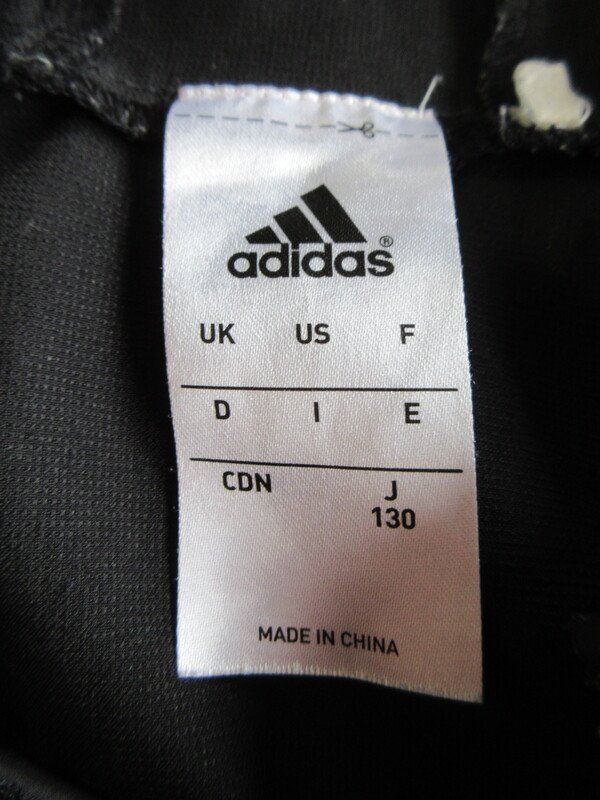 adidas®
UK US F
D I E
CDN J
130
MADE IN CHINA